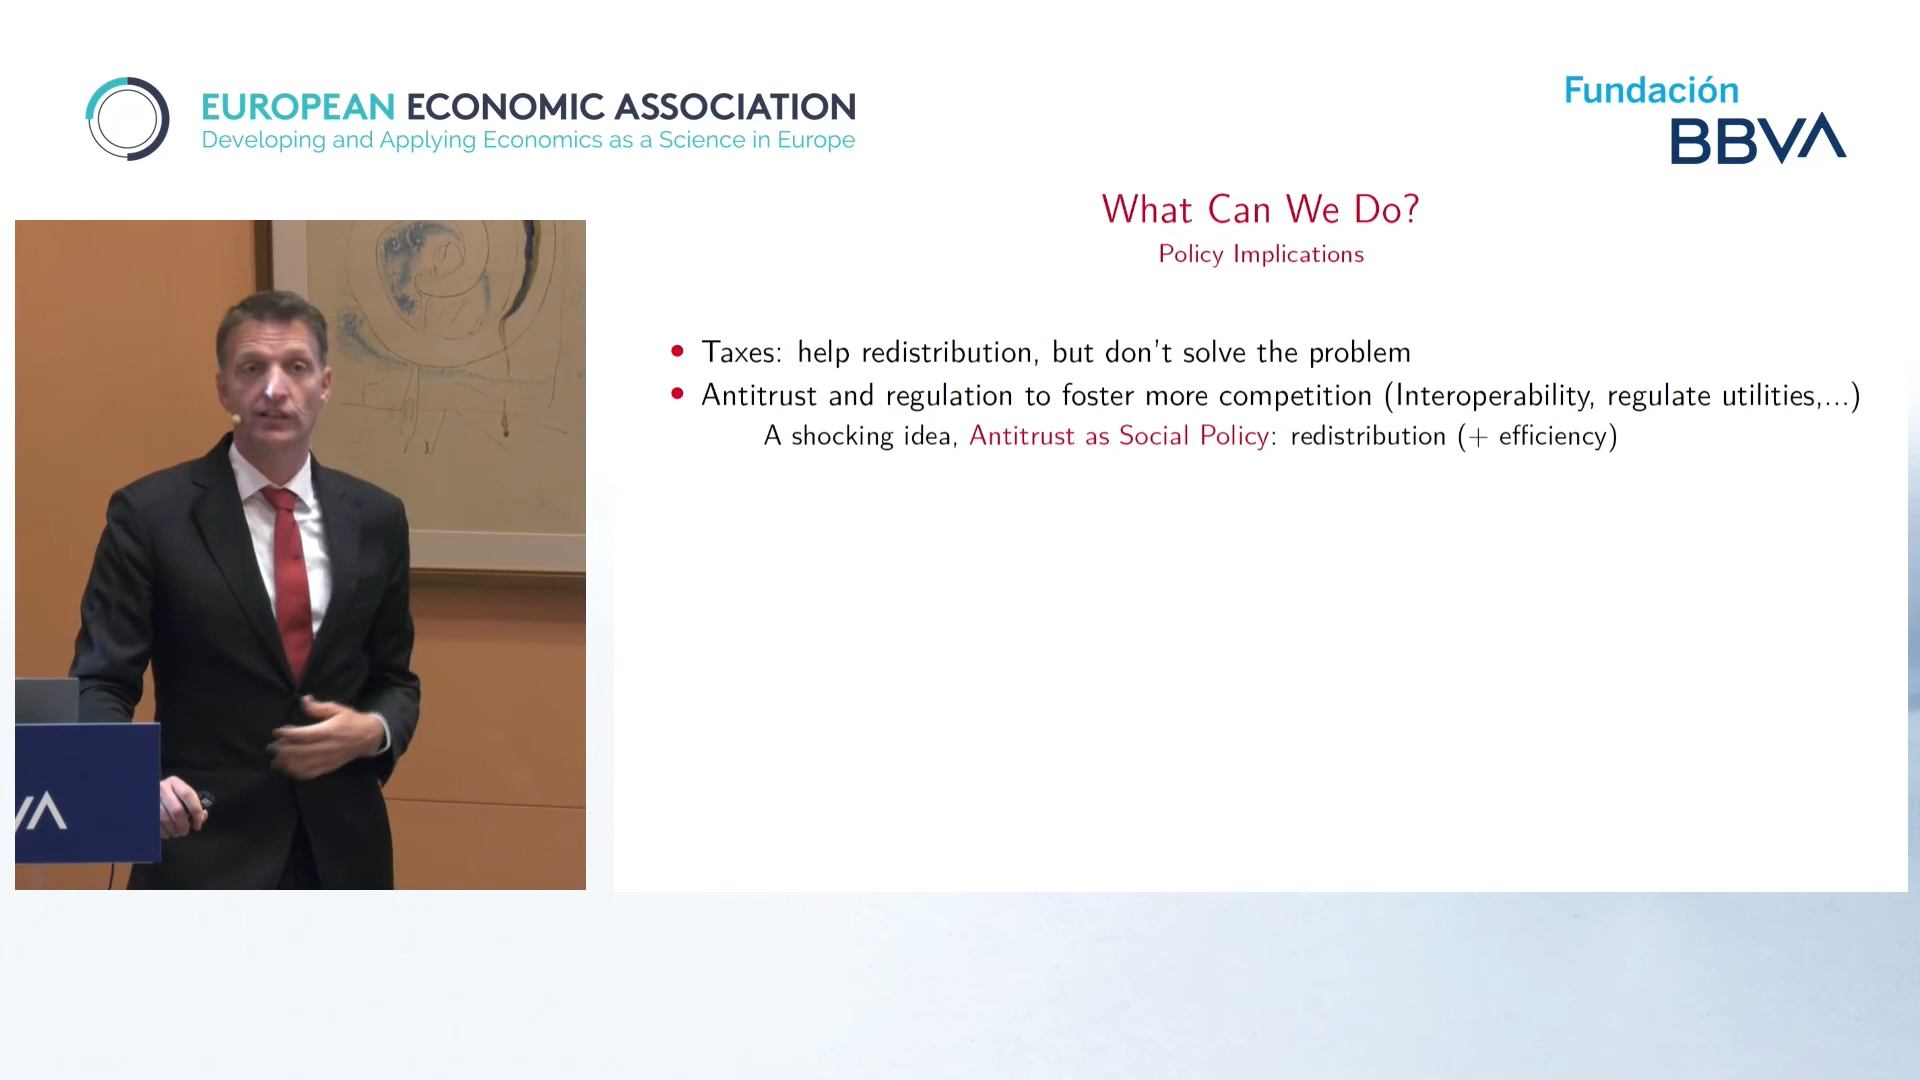 EUROPEAN ECONOMIC ASSOCIATION
Developing and Applying Economics as a Science in Europe
Fundación
BBVA
What Can We Do?
Policy Implications
• Taxes: help redistribution, but don't solve the problem
• Antitrust and regulation to foster more competition (Interoperability, regulate utilities,...)
A shocking idea, Antitrust as Social Policy: redistribution (+ efficiency)
VA